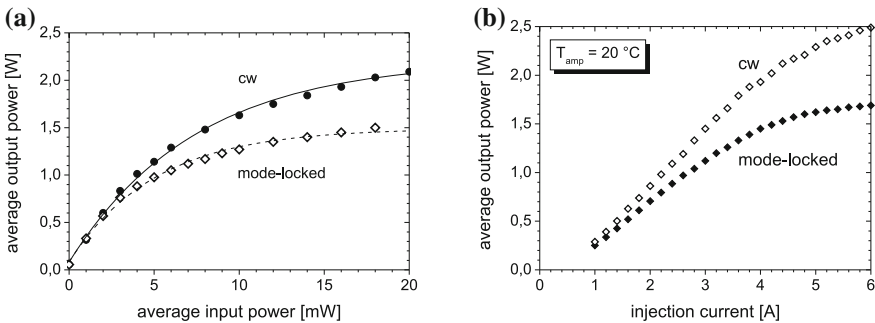 (a)
2,5
2,0
1,5
1,0
0,5
0,0
average output power [W]
cw
mode-locked
0
5
10
15
20
average input power [mW]
(b)
2,5
2,0
1,5
1,0
0,5
0,0
average output power [W]
T_amp = 20 °C
cw
mode-locked
0
1
2
3
4
5
6
injection current [A]